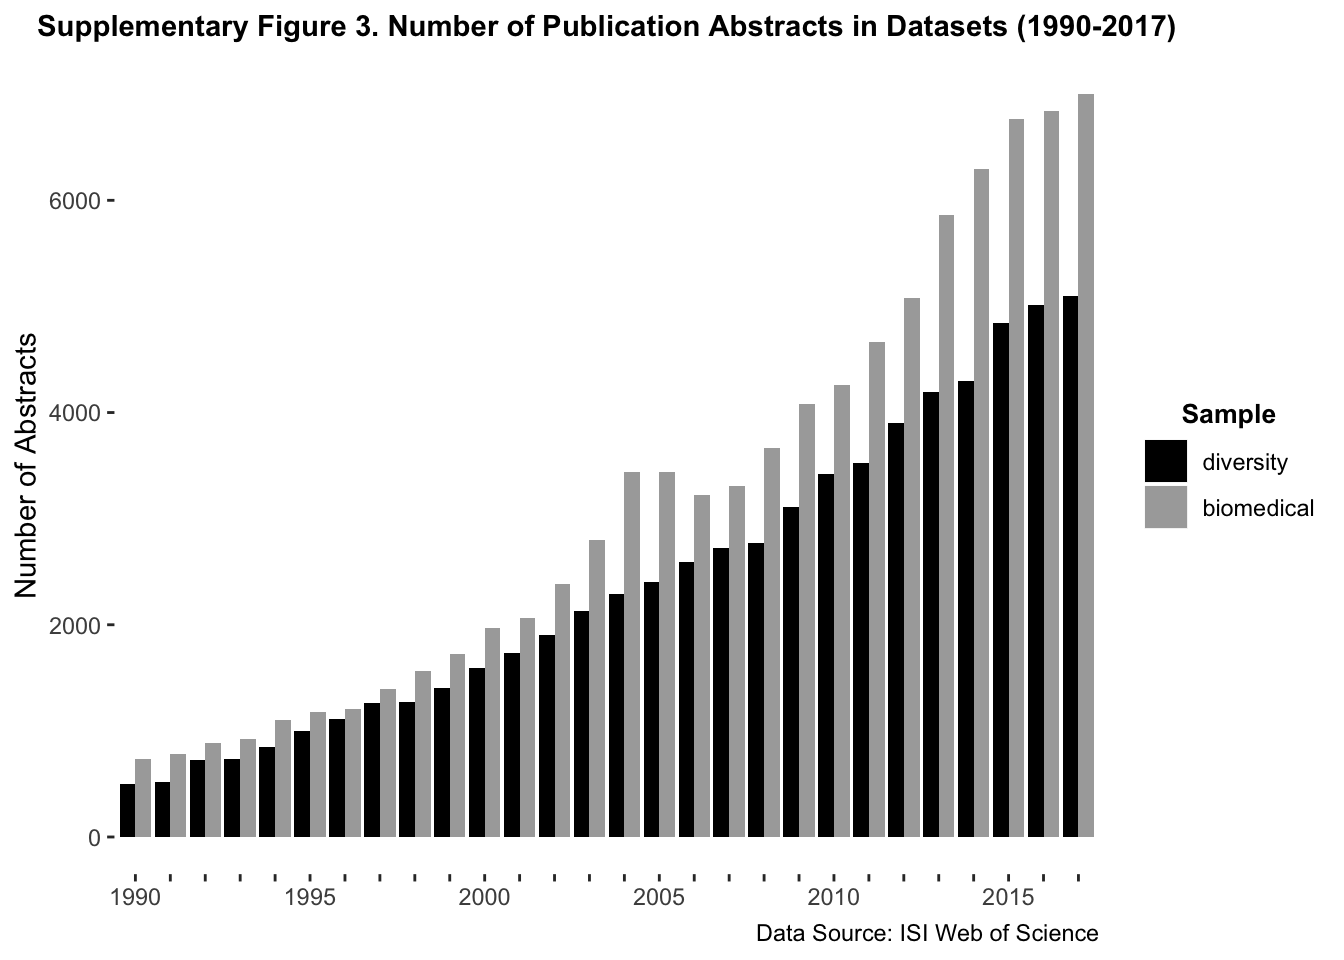 Supplementary Figure 3. Number of Publication Abstracts in Datasets (1990-2017)
Number of Abstracts
6000
4000
2000
0
1990 1995 2000 2005 2010 2015
Sample
diversity
biomedical
Data Source: ISI Web of Science